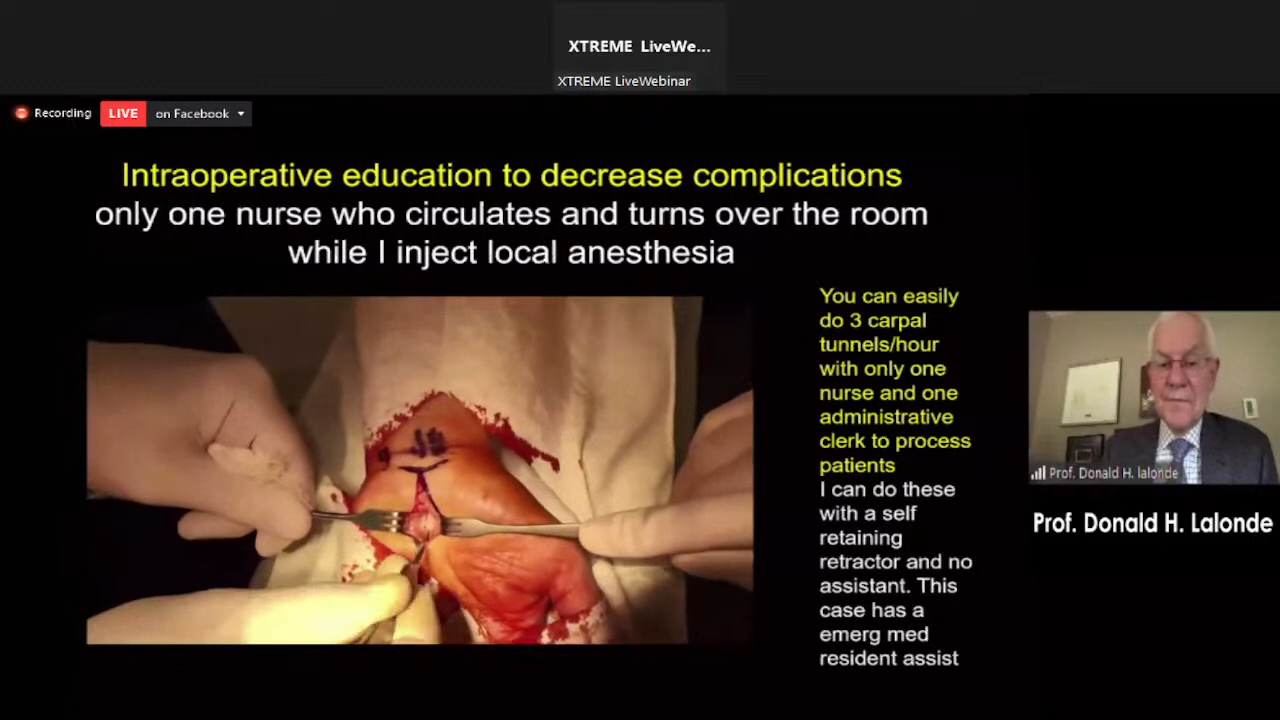 XTREME LiveWe...
XTREME LiveWebinar
Recording
LIVE
on Facebook
Intraoperative education to decrease complications
only one nurse who circulates and turns over the room
while I inject local anesthesia
You can easily
do 3 carpal
tunnels/hour
with only one
nurse and one
administrative
clerk to process
patients
I can do these
with a self
retaining
retractor and no
assistant. This
case has a
emerg med
resident assist
Prof. Donald H. lalonde
Prof. Donald H. Lalonde